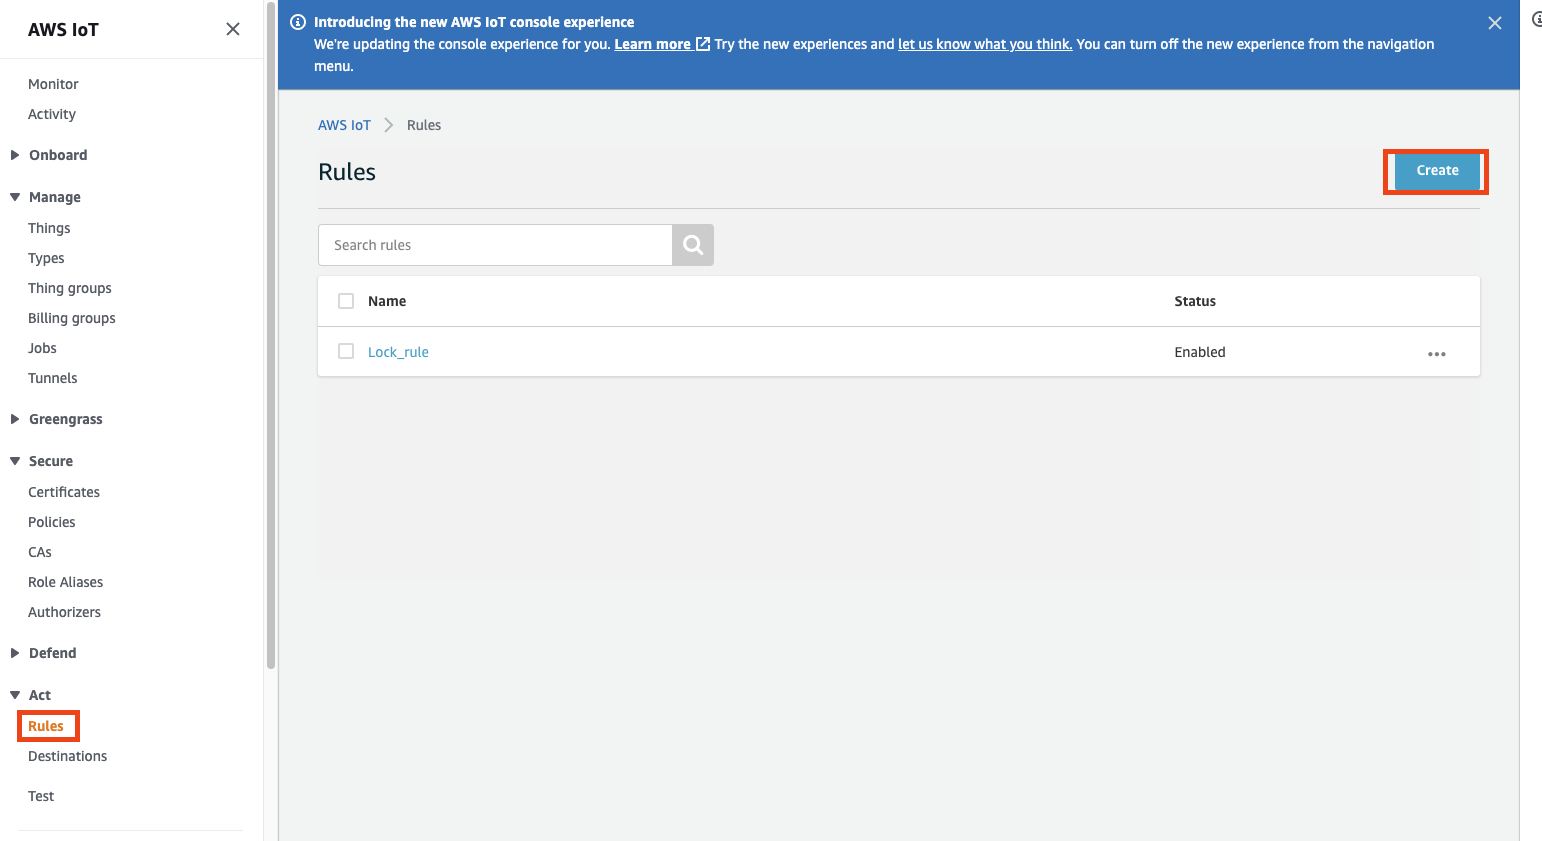 AWS IoT
Monitor
Activity
Onboard
Manage
Things
Types
Thing groups
Billing groups
Jobs
Tunnels
Greengrass
Secure
Certificates
Policies
CAs
Role Aliases
Authorizers
Defend
Act
Rules
Destinations
Test
Introducing the new AWS IoT console experience
We're updating the console experience for you. Learn more Try the new experiences and let us know what you think. You can turn off the new experience from the navigation
menu.
AWS IoT Rules
Rules
Create
Search rules
Name Status
Lock_rule Enabled